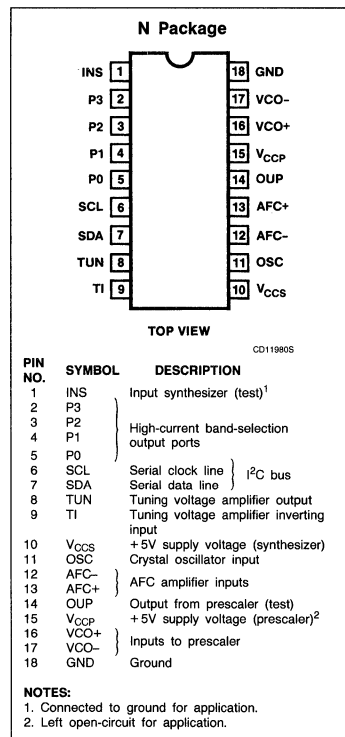 N Package
INS 1 18 GND
P3 2 17 VCO–
P2 3 16 VCO+
P1 4 15 VCCP
P0 5 14 OUP
SCL 6 13 AFC+
SDA 7 12 AFC–
TUN 8 11 OSC
TI 9 10 VCCS
TOP VIEW
CD11980S
PIN
NO. SYMBOL DESCRIPTION
1 INS Input synthesizer (test)1
2 P3
3 P2 High-current band-selection
4 P1 output ports
5 P0
6 SCL Serial clock line
7 SDA Serial data line I2C bus
8 TUN Tuning voltage amplifier output
9 TI Tuning voltage amplifier inverting
input
10 VCCS +5V supply voltage (synthesizer)
11 OSC Crystal oscillator input
12 AFC–
13 AFC+ AFC amplifier inputs
14 OUP Output from prescaler (test)
15 VCCP +5V supply voltage (prescaler)2
16 VCO+
17 VCO– Inputs to prescaler
18 GND Ground
NOTES:
1. Connected to ground for application.
2. Left open-circuit for application.